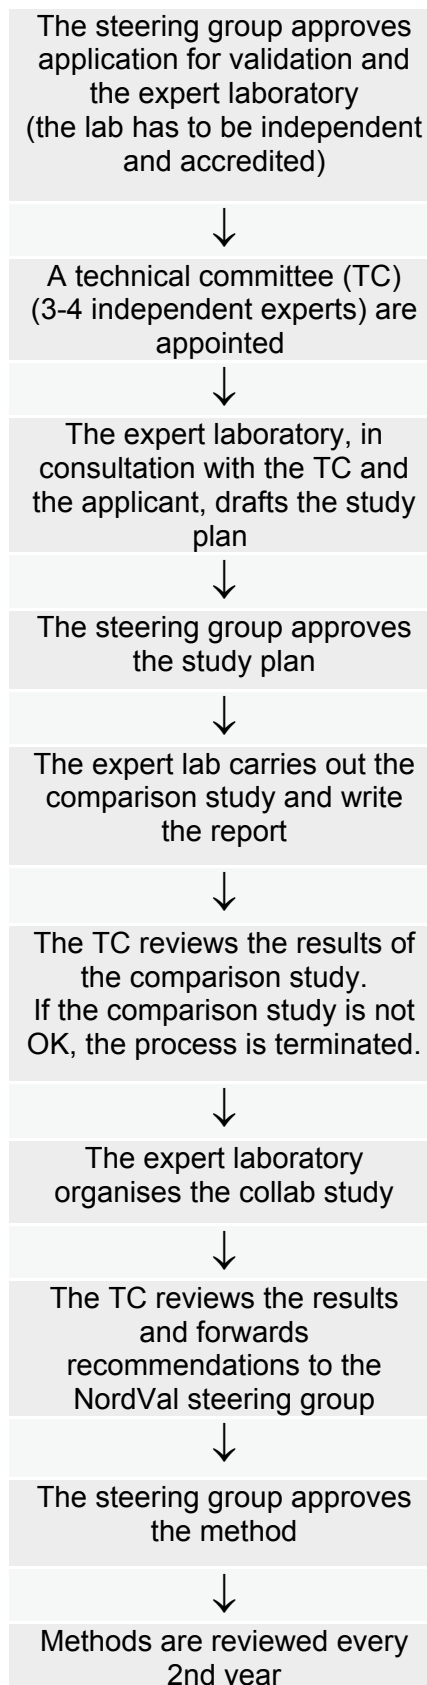 The steering group approves
application for validation and
the expert laboratory
(the lab has to be independent
and accredited)
↓
A technical committee (TC)
(3-4 independent experts) are
appointed
↓
The expert laboratory, in
consultation with the TC and
the applicant, drafts the study
plan
↓
The steering group approves
the study plan
↓
The expert lab carries out the
comparison study and write
the report
↓
The TC reviews the results of
the comparison study.
If the comparison study is not
OK, the process is terminated.
↓
The expert laboratory
organises the collab study
↓
The TC reviews the results
and forwards
recommendations to the
NordVal steering group
↓
The steering group approves
the method
↓
Methods are reviewed every
2nd year